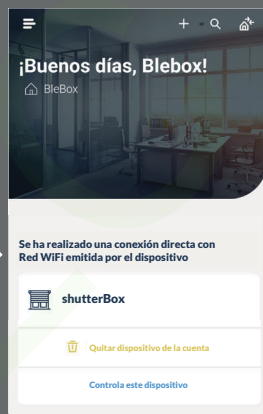 ¡Buenos días, Blebox!
BleBox
Se ha realizado una conexión directa con
Red WiFi emitida por el dispositivo
shutterBox
Quitar dispositivo de la cuenta
Controla este dispositivo